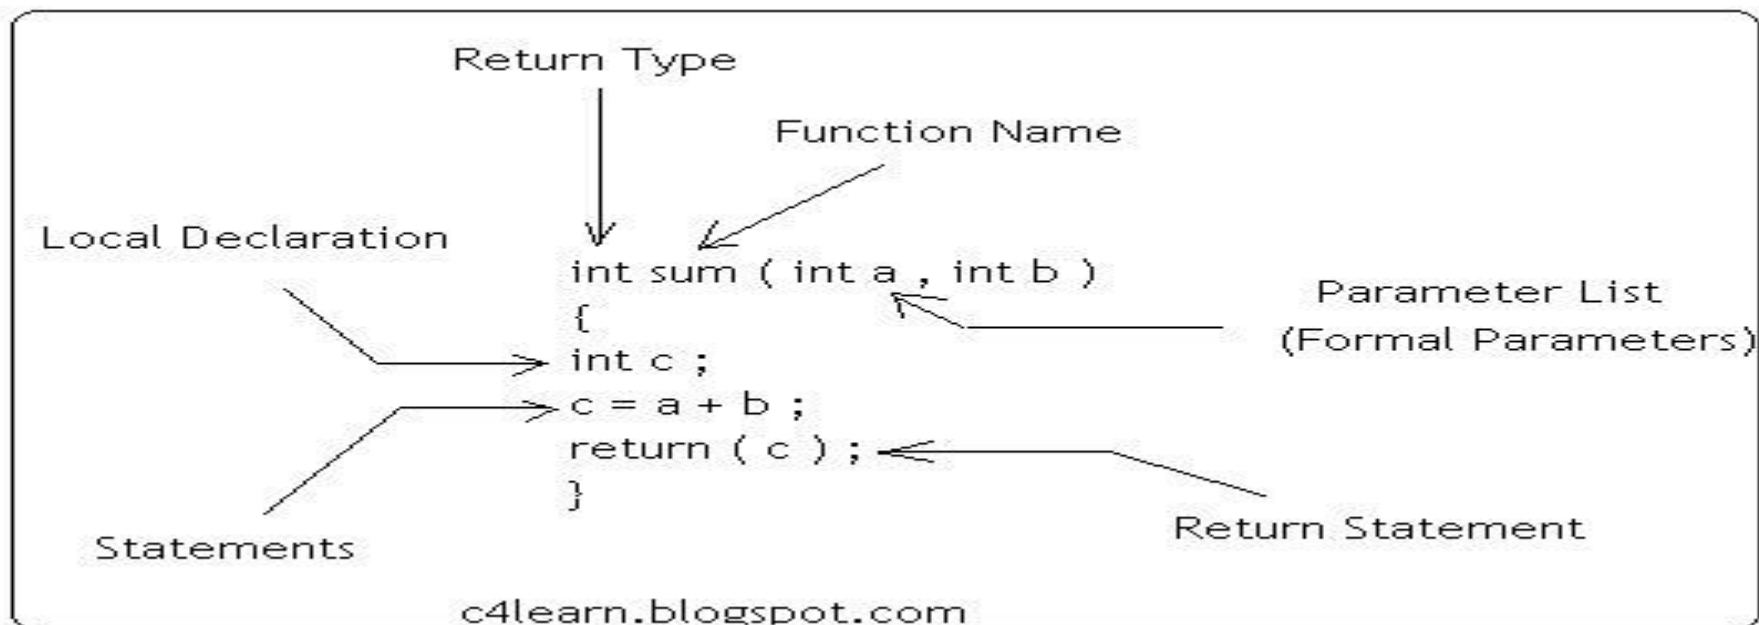 Return Type
Function Name
Local Declaration
int sum ( int a , int b )
Parameter List
(Formal Parameters)
{
int c ;
c = a + b ;
return ( c ) ;
}
Return Statement
Statements
c4learn.blogspot.com